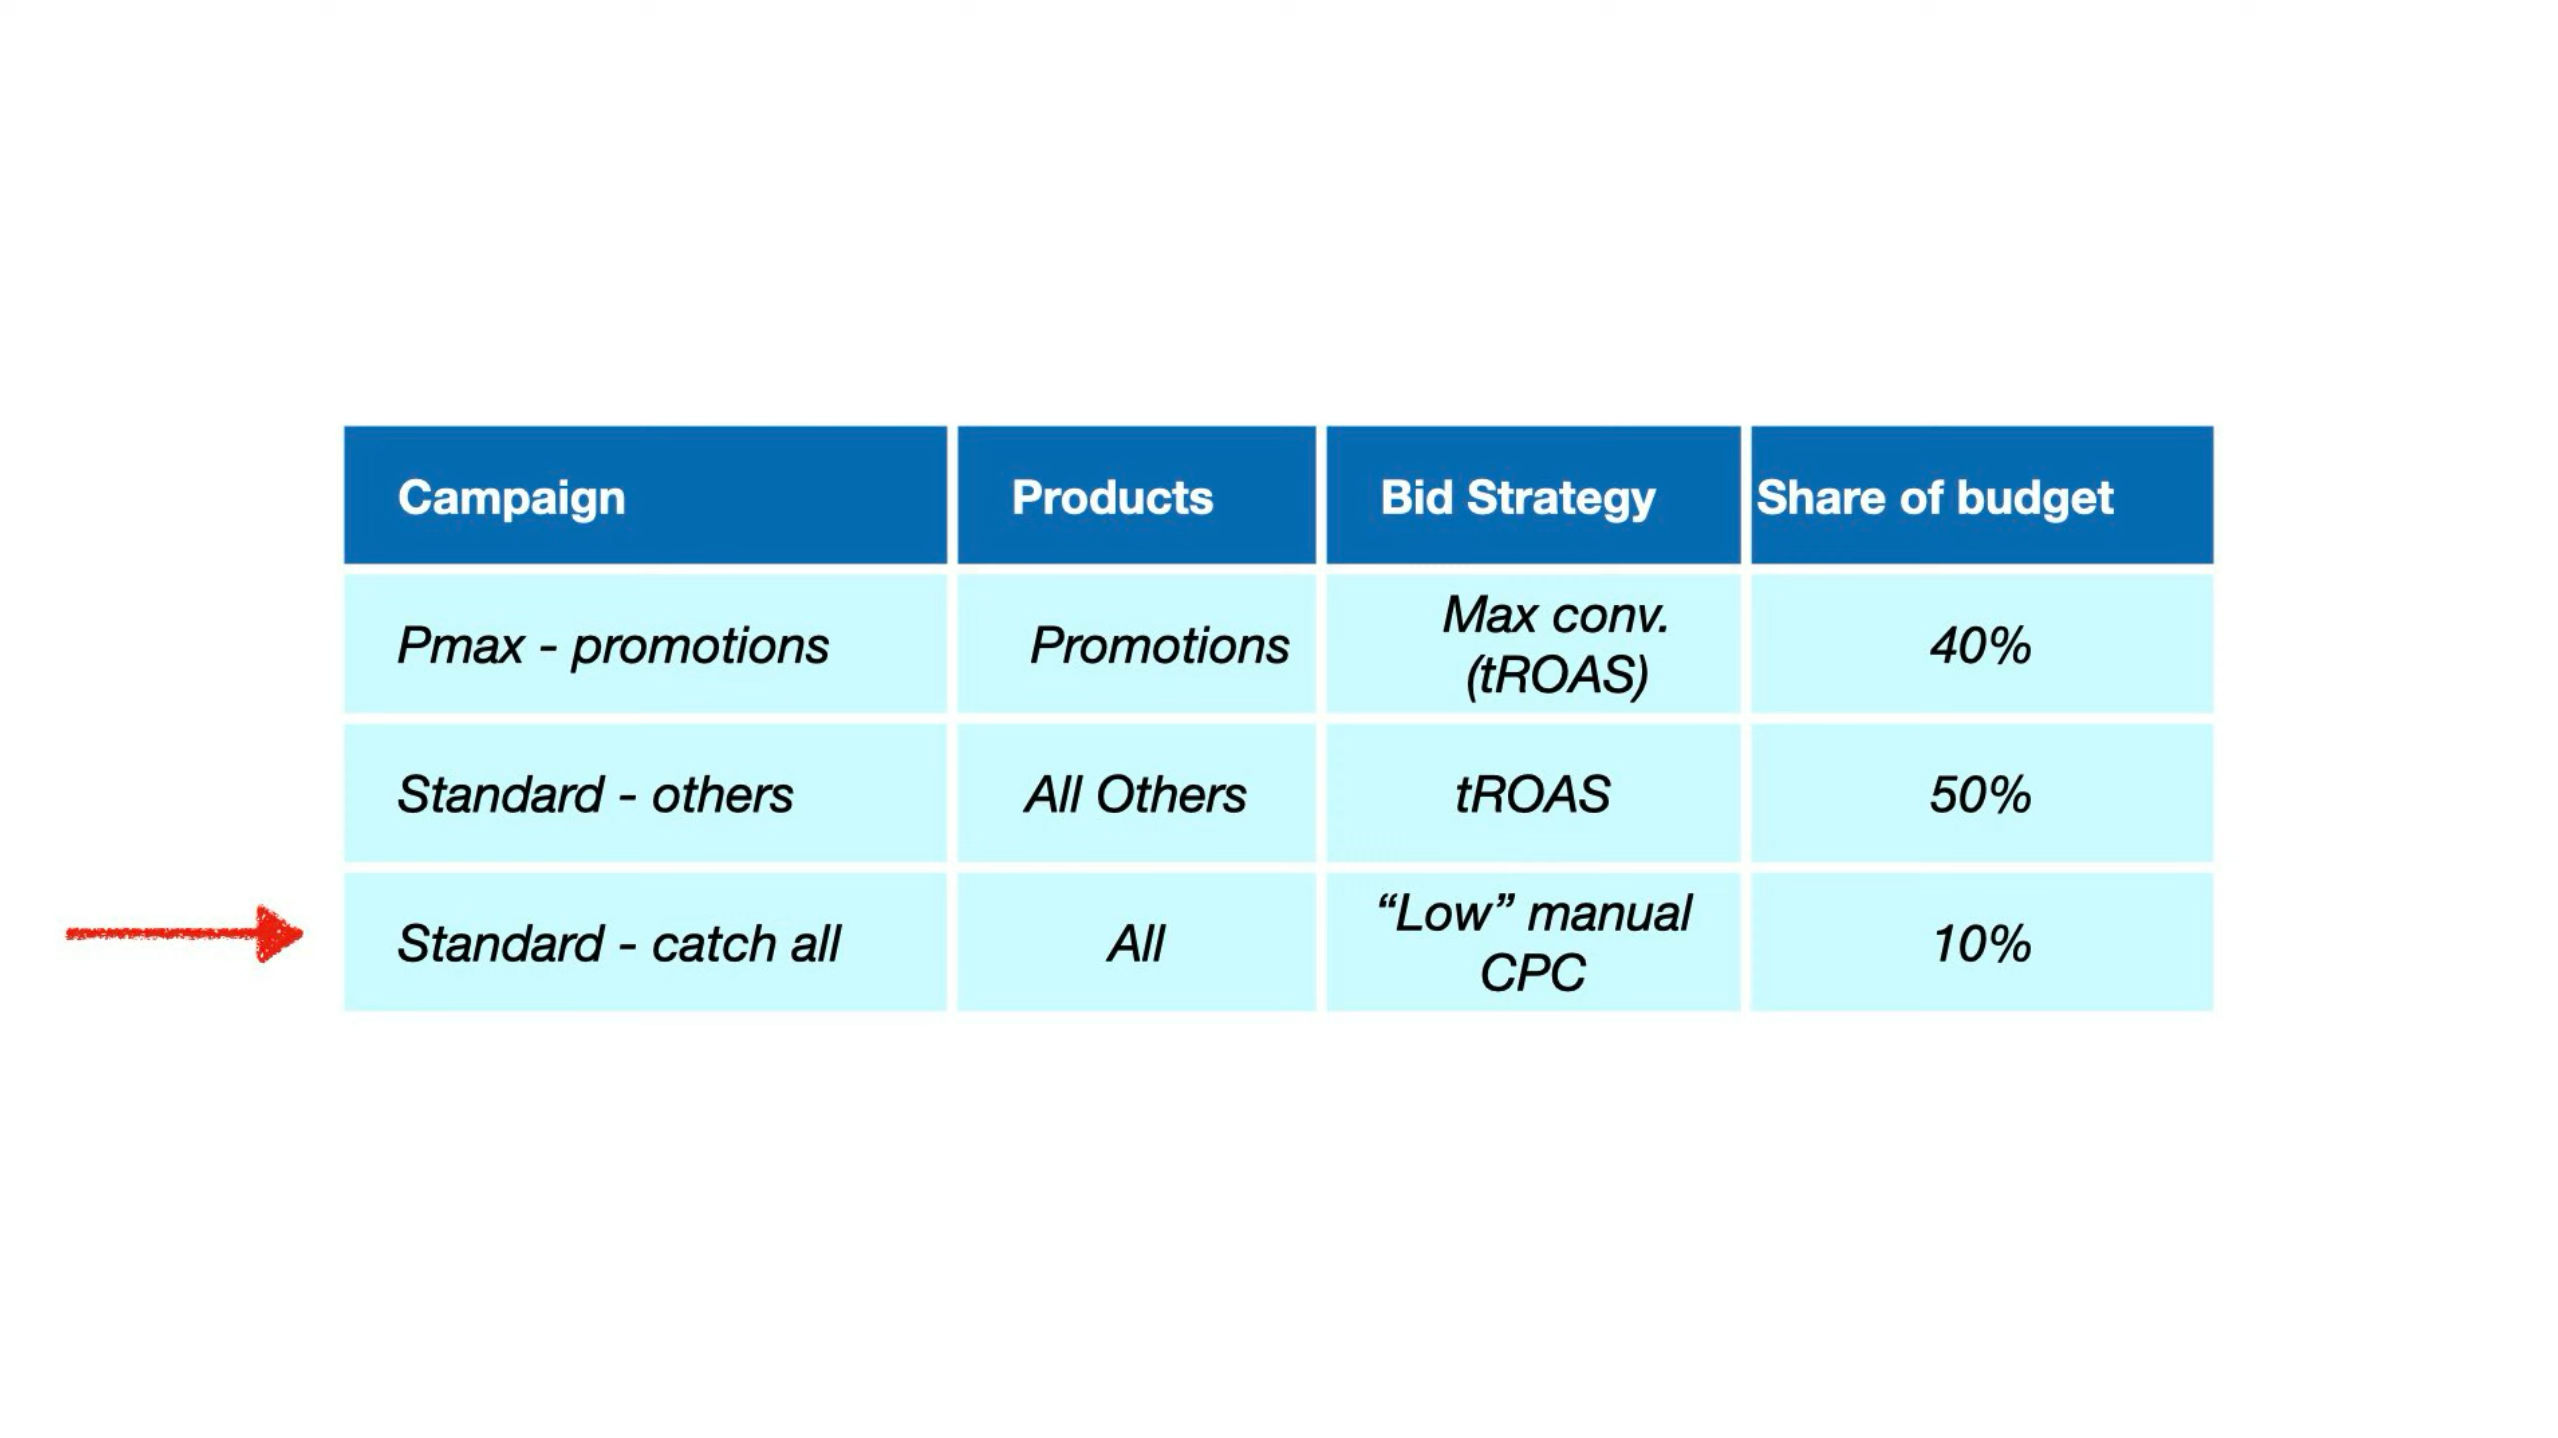 Campaign
Products
Bid Strategy
Share of budget
Pmax - promotions
Promotions
Max conv.
(tROAS)
40%
Standard - others
All Others
tROAS
50%
Standard - catch all
All
“Low” manual
CPC
10%